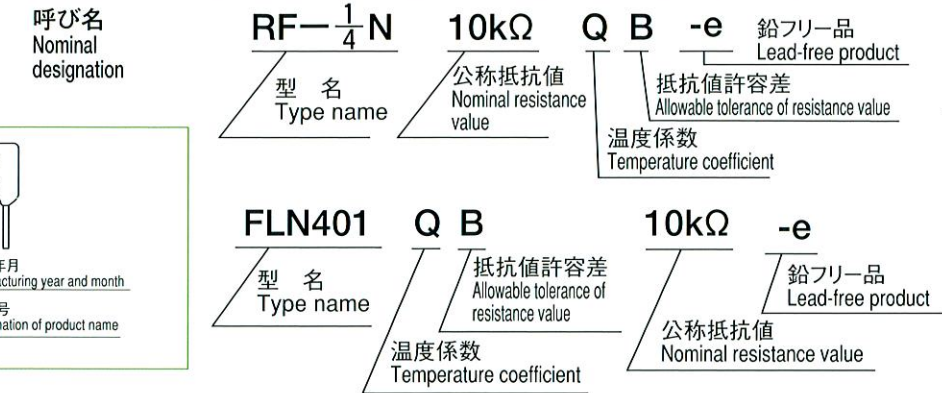 呼び名
Nominal
designation
RF－1/4 N 10kΩ Q B -e
鉛フリー品
Lead-free product
型 名
Type name
公称抵抗値
Nominal resistance
value
抵抗値許容差
Allowable tolerance of resistance value
温度係数
Temperature coefficient
年月
cturing year and month
号
nation of product name
FLN401 Q B 10kΩ -e
型 名
Type name
抵抗値許容差
Allowable tolerance of
resistance value
温度係数
Temperature coefficient
鉛フリー品
Lead-free product
公称抵抗値
Nominal resistance value